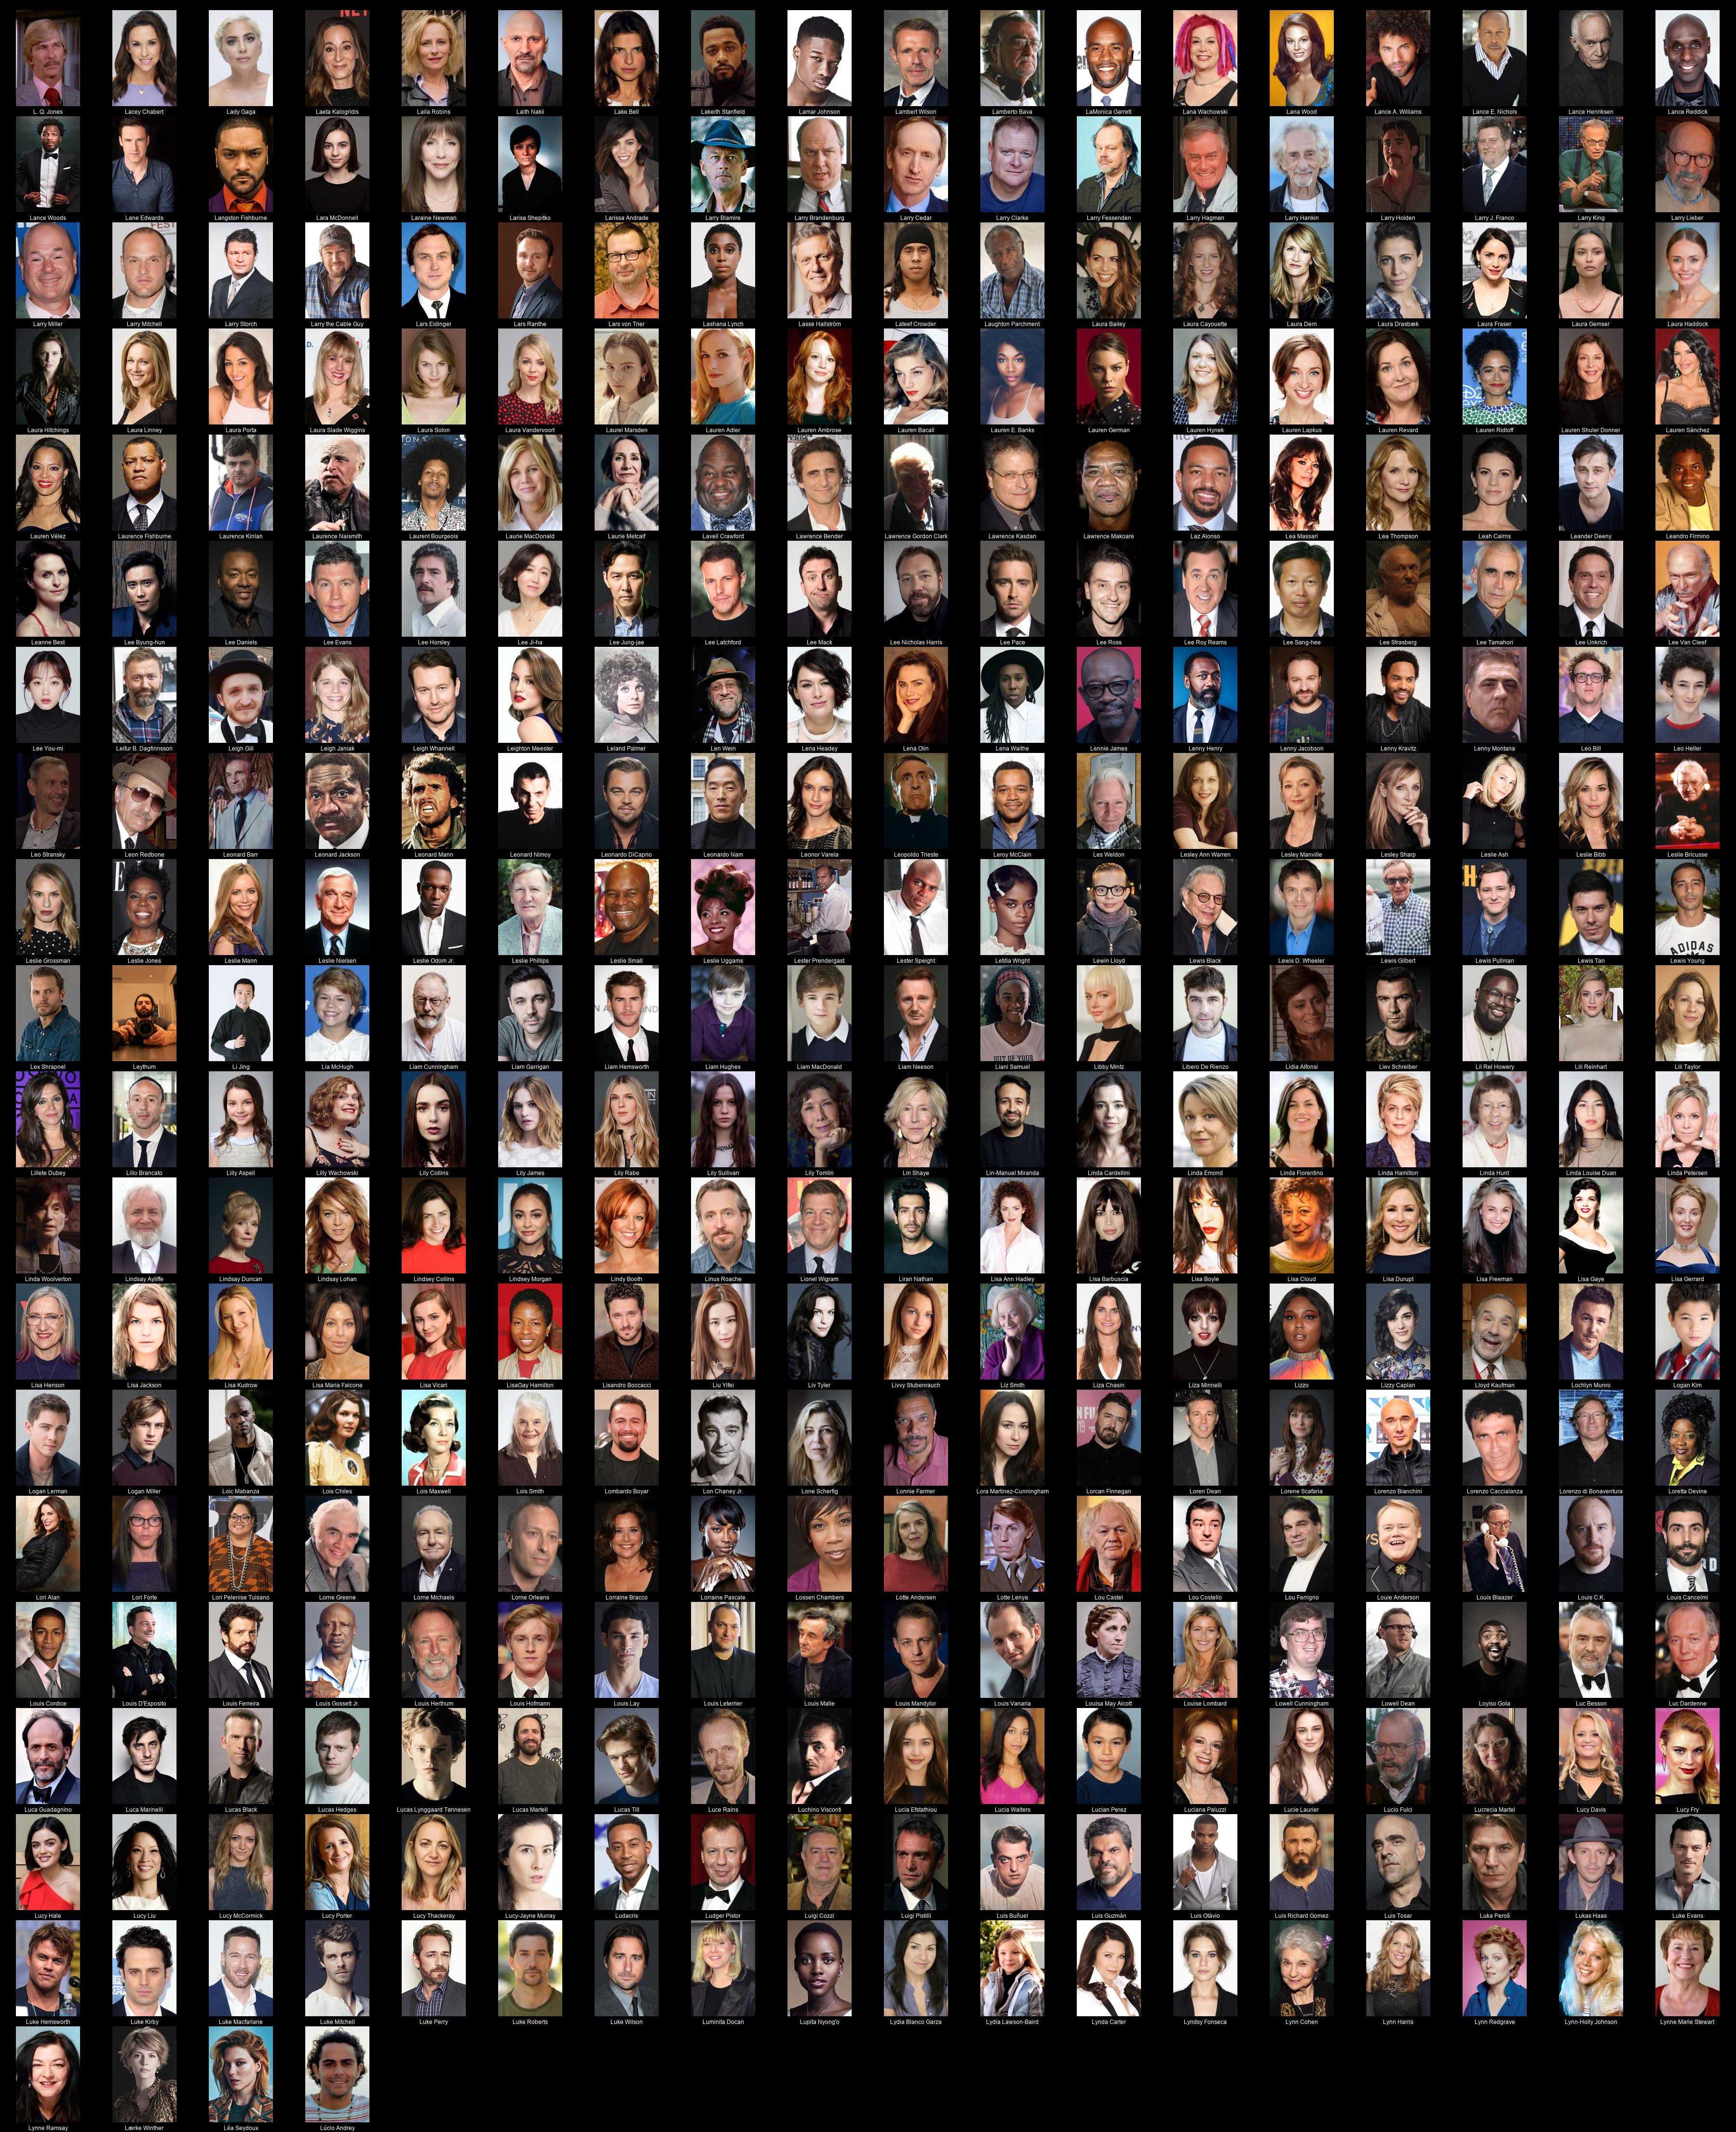 L. Q. Jones Lacey Chabert Lady Gaga Laeta Kalogridis Laila Robins Laith Nakli Lake Bell Lakeith Stanfield Lamar Johnson Lambert Wilson Lamberto Bava LaMonica Garrett Lana Wachowski Lana Wood Lance A. Williams Lance E. Nichols Lance Henriksen Lance Reddick
Lance Woods Lane Edwards Langston Fishburne Lara McDonnell Laraine Newman Larisa Shepitko Larissa Andrade Larry Blamire Larry Brandenburg Larry Cedar Larry Clarke Larry Fessenden Larry Hagman Larry Hankin Larry Holden Larry J. Franco Larry King Larry Lieber
Larry Miller Larry Mitchell Larry Storch Larry the Cable Guy Lars Eidinger Lars Ranthe Lars von Trier Lashana Lynch Lasse Hallström Lateef Crowder Laughton Parchment Laura Bailey Laura Cayouette Laura Dern Laura Drasbæk Laura Fraser Laura Gemser Laura Haddock
Laura Hitchings Laura Linney Laura Porta Laura Slade Wiggins Laura Solon Laura Vandervoort Laurel Marsden Lauren Adler Lauren Ambrose Lauren Bacall Lauren E. Banks Lauren German Lauren Hynek Lauren Lapkus Lauren Revard Lauren Ridloff Lauren Shuler Donner Lauren Sánchez
Lauren Vélez Laurence Fishburne Laurence Kinlan Laurence Naismith Laurent Bourgeois Laurie MacDonald Laurie Metcalf Lavell Crawford Lawrence Bender Lawrence Gordon Clark Lawrence Kasdan Lawrence Makoare Laz Alonso Lea Massari Lea Thompson Leah Cairns Leander Deeny Leandro Firmino
Leanne Best Lee Byung-hun Lee Daniels Lee Evans Lee Horsley Lee Ji-ha Lee Jung-jae Lee Latchford Lee Mack Lee Nicholas Harris Lee Pace Lee Ross Lee Roy Reams Lee Sang-hee Lee Strasberg Lee Tamahori Lee Unkrich Lee Van Cleef
Lee You-mi Leifur B. Dagfinnsson Leigh Gill Leigh Janiak Leigh Whannell Leighton Meester Leland Palmer Len Wein Lena Headey Lena Olin Lena Waithe Lennie James Lenny Henry Lenny Jacobson Lenny Kravitz Lenny Montana Leo Bill Leo Heller
Leo Stransky Leon Redbone Leonard Barr Leonard Jackson Leonard Mann Leonard Nimoy Leonardo DiCaprio Leonardo Nam Leonor Varela Leopoldo Trieste Leroy McClain Les Weldon Lesley Ann Warren Lesley Manville Lesley Sharp Leslie Ash Leslie Bibb Leslie Bricusse
Leslie Grossman Leslie Jones Leslie Mann Leslie Nielsen Leslie Odom Jr. Leslie Phillips Leslie Small Leslie Uggams Lester Prendergast Lester Speight Letitia Wright Lewin Lloyd Lewis Black Lewis D. Wheeler Lewis Gilbert Lewis Pullman Lewis Tan Lewis Young
Lex Shrapnel Leythum Li Jing Lia McHugh Liam Cunningham Liam Garrigan Liam Hemsworth Liam Hughes Liam MacDonald Liam Neeson Liani Samuel Libby Mintz Libero De Rienzo Lidia Alfonsi Liev Schreiber Lil Rel Howery Lili Reinhart Lili Taylor
Lillete Dubey Lillo Brancato Lilly Aspell Lilly Wachowski Lily Collins Lily James Lily Rabe Lily Sullivan Lily Tomlin Lin Shaye Lin-Manuel Miranda Linda Cardellini Linda Emond Linda Fiorentino Linda Hamilton Linda Hunt Linda Louise Duan Linda Petersen
Linda Woolverton Lindsay Ayliffe Lindsay Duncan Lindsay Lohan Lindsey Collins Lindsey Morgan Lindy Booth Linus Roache Lionel Wigram Liran Nathan Lisa Ann Hadley Lisa Barbuscia Lisa Boyle Lisa Cloud Lisa Durupt Lisa Freeman Lisa Gaye Lisa Gerrard
Lisa Henson Lisa Jackson Lisa Kudrow Lisa Maria Falcone Lisa Vicari LisaGay Hamilton Lisandro Boccacci Liu Yifei Liv Tyler Livvy Stubenrauch Liz Smith Liza Chasin Liza Minnelli Lizzo Lizzy Caplan Lloyd Kaufman Lochlyn Munro Logan Kim
Logan Lerman Logan Miller Loic Mabanza Lois Chiles Lois Maxwell Lois Smith Lombardo Boyar Lon Chaney Jr. Lone Scherfig Lonnie Farmer Lora Martinez-Cunningham Lorcan Finnegan Loren Dean Lorene Scafaria Lorenzo Bianchini Lorenzo Caccialanza Lorenzo di Bonaventura Loretta Devine
Lori Alan Lori Forte Lori Pelenise Tuisano Lorne Greene Lorne Michaels Lorne Orleans Lorraine Bracco Lorraine Pascale Lossen Chambers Lotte Andersen Lotte Lenya Lou Castel Lou Costello Lou Ferrigno Louie Anderson Louis Blaazer Louis C.K. Louis Cancelmi
Louis Cordice Louis D'Esposito Louis Ferreira Louis Gossett Jr. Louis Herthum Louis Hofmann Louis Lay Louis Leterrier Louis Malle Louis Mandylor Louis Vanaria Louisa May Alcott Louise Lombard Lowell Cunningham Lowell Dean Loyiso Gola Luc Besson Luc Dardenne
Luca Guadagnino Luca Marinelli Lucas Black Lucas Hedges Lucas Lynggaard Tønnesen Lucas Martell Lucas Till Luce Rains Luchino Visconti Lucia Efstathiou Lucia Walters Lucian Perez Luciana Paluzzi Lucie Laurier Lucio Fulci Lucrecia Martel Lucy Davis Lucy Fry
Lucy Hale Lucy Liu Lucy McCormick Lucy Porter Lucy Thackeray Lucy-Jayne Murray Ludacris Ludger Pistor Luigi Cozzi Luigi Pistilli Luis Buñuel Luis Guzmán Luis Otávio Luis Richard Gomez Luis Tosar Luka Peroš Lukas Haas Luke Evans
Luke Hemsworth Luke Kirby Luke Macfarlane Luke Mitchell Luke Perry Luke Roberts Luke Wilson Luminita Docan Lupita Nyong'o Lydia Blanco Garza Lydia Lawson-Baird Lynda Carter Lyndsy Fonseca Lynn Cohen Lynn Harris Lynn Redgrave Lynn-Holly Johnson Lynne Marie Stewart
Lynne Ramsay Lærke Winther Léa Seydoux Lúcio Andrey